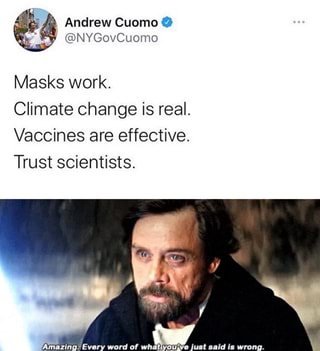 Andrew Cuomo
@NYGovCuomo
Masks work.
Climate change is real.
Vaccines are effective.
Trust scientists.
Amazing. Every word of what you've just said is wrong.